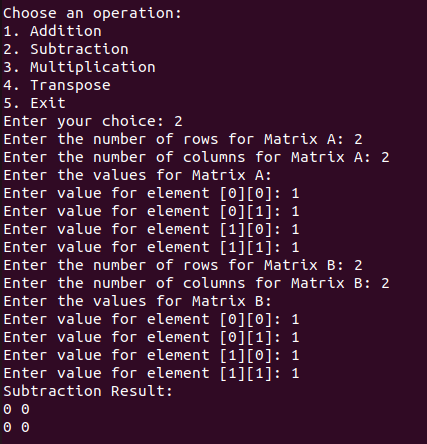 Choose an operation:
1. Addition
2. Subtraction
3. Multiplication
4. Transpose
5. Exit
Enter your choice: 2
Enter the number of rows for Matrix A: 2
Enter the number of columns for Matrix A: 2
Enter the values for Matrix A:
Enter value for element [0][0]: 1
Enter value for element [0][1]: 1
Enter value for element [1][0]: 1
Enter value for element [1][1]: 1
Enter the number of rows for Matrix B: 2
Enter the number of columns for Matrix B: 2
Enter the values for Matrix B:
Enter value for element [0][0]: 1
Enter value for element [0][1]: 1
Enter value for element [1][0]: 1
Enter value for element [1][1]: 1
Subtraction Result:
0 0
0 0